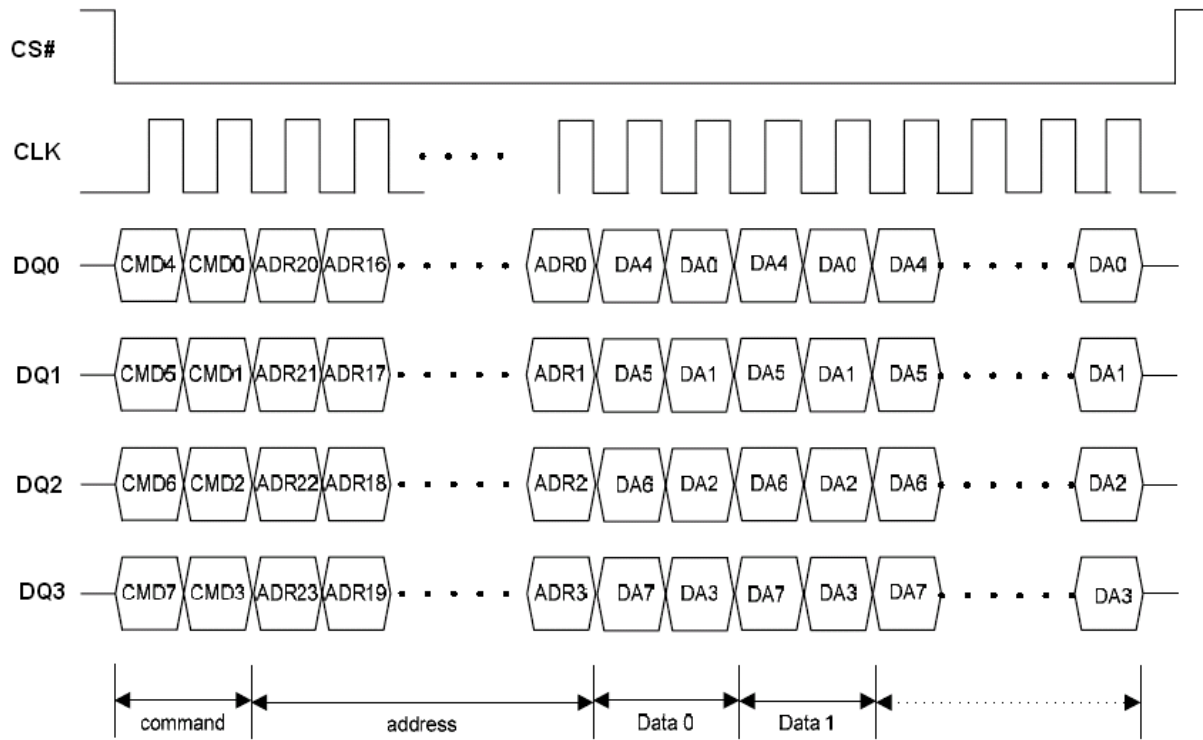 CS#
CLK
DQ0 CMD4 CMD0 ADR20 ADR16 ADR0 DA4 DA0 DA4 DA0 DA4 DA0
DQ1 CMD5 CMD1 ADR21 ADR17 ADR1 DA5 DA1 DA5 DA1 DA5 DA1
DQ2 CMD6 CMD2 ADR22 ADR18 ADR2 DA6 DA2 DA6 DA2 DA6 DA2
DQ3 CMD7 CMD3 ADR23 ADR19 ADR3 DA7 DA3 DA7 DA3 DA7 DA3
command address Data 0 Data 1